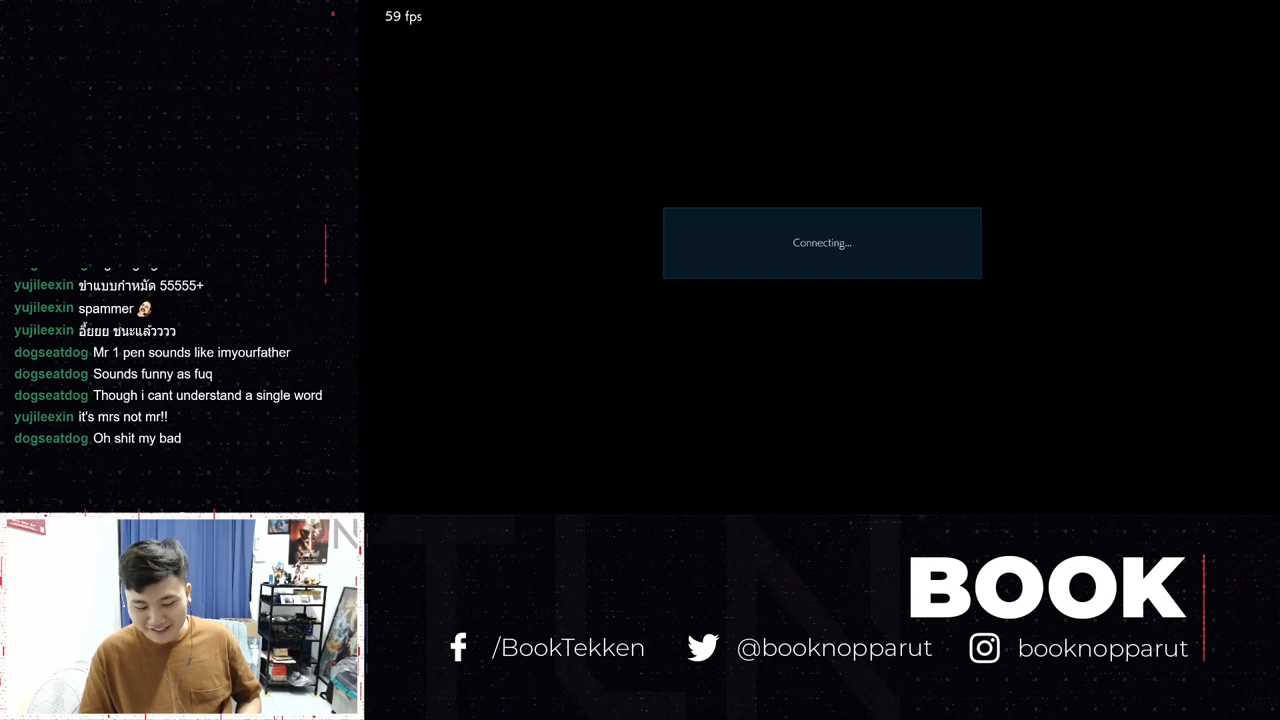 59 fps
Connecting...
yujileexin ขำแบบกำหมัด 55555+
yujileexin spammer
yujileexin อี้ยยย ชนะแล้วววว
dogseatdog Mr 1 pen sounds like imyourfather
dogseatdog Sounds funny as fuq
dogseatdog Though i cant understand a single word
yujileexin it's mrs not mr!!
dogseatdog Oh shit my bad
BOOK
/BookTekken @booknopparut booknopparut